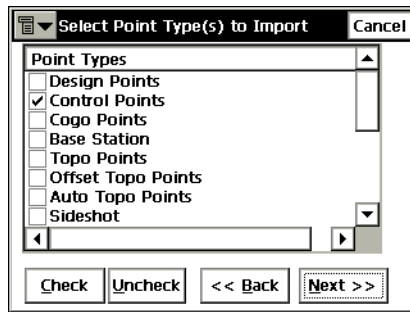 Select Point Type(s) to Import Cancel
Point Types
Design Points
Control Points
Cogo Points
Base Station
Topo Points
Offset Topo Points
Auto Topo Points
Sideshot
Check Uncheck << Back Next >>